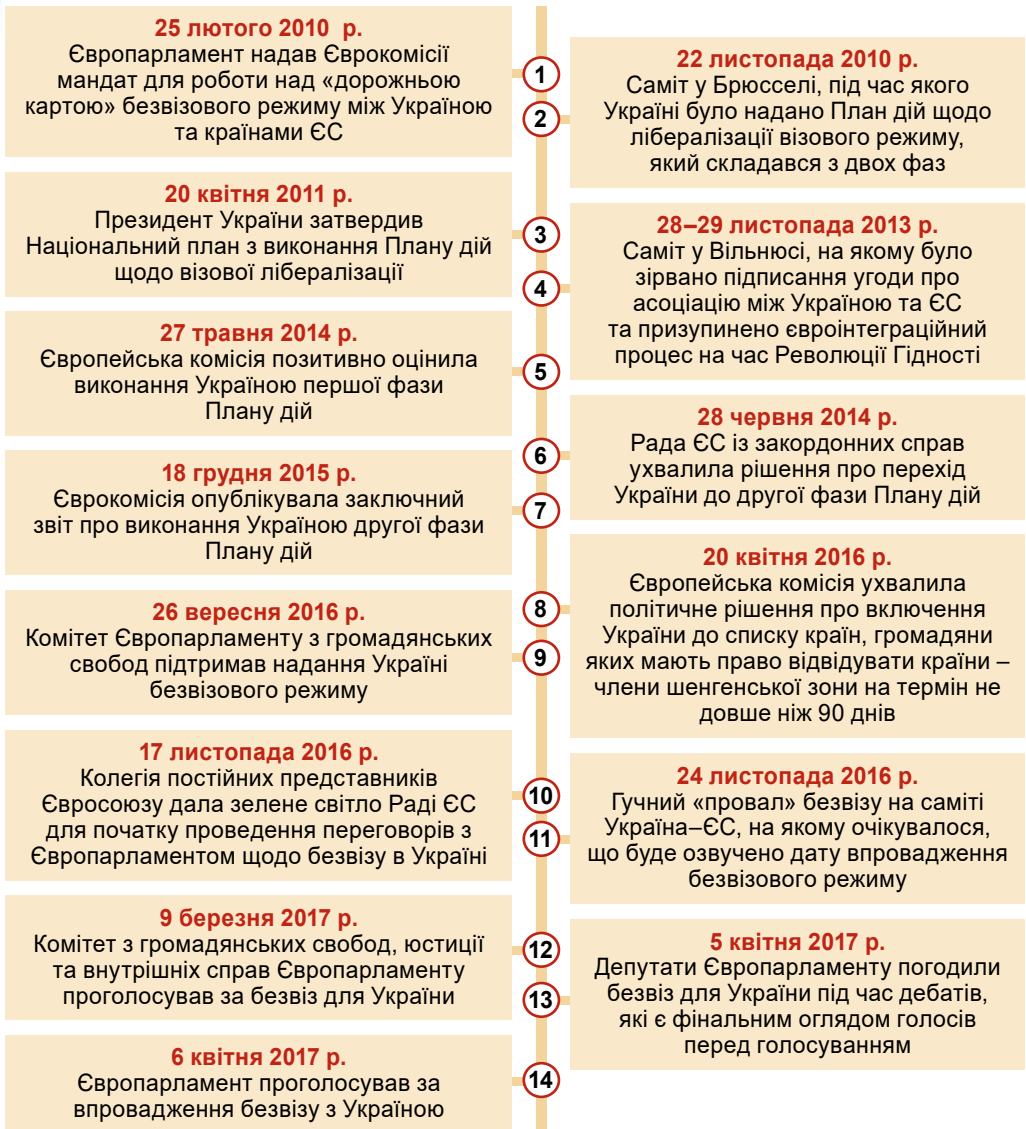 25 лютого 2010 р.
Європарламент надав Єврокомісії
мандат для роботи над «дорожньою
картою» безвізового режиму між Україною
та країнами ЄС
1
22 листопада 2010 р.
Саміт у Брюсселі, під час якого
Україні було надано План дій щодо
лібералізації візового режиму,
який складався з двох фаз
2
20 квітня 2011 р.
Президент України затвердив
Національний план з виконання Плану дій
щодо візової лібералізації
3
28–29 листопада 2013 р.
Саміт у Вільнюсі, на якому було
зірвано підписання угоди про
асоціацію між Україною та ЄС
та призупинено євроінтеграційний
процес на час Революції Гідності
4
27 травня 2014 р.
Європейська комісія позитивно оцінила
виконання Україною першої фази
Плану дій
5
28 червня 2014 р.
Рада ЄС із закордонних справ
ухвалила рішення про перехід
України до другої фази Плану дій
6
18 грудня 2015 р.
Єврокомісія опублікувала заключний
звіт про виконання Україною другої фази
Плану дій
7
20 квітня 2016 р.
Європейська комісія ухвалила
політичне рішення про включення
України до списку країн, громадяни
яких мають право відвідувати країни –
члени шенгенської зони на термін не
довше ніж 90 днів
8
26 вересня 2016 р.
Комітет Європарламенту з громадянських
свобод підтримав надання Україні
безвізового режиму
9
17 листопада 2016 р.
Колегія постійних представників
Євросоюзу дала зелене світло Раді ЄС
для початку проведення переговорів з
Європарламентом щодо безвізу в Україні
10
24 листопада 2016 р.
Гучний «провал» безвізу на саміті
Україна–ЄС, на якому очікувалося,
що буде озвучено дату впровадження
безвізового режиму
11
9 березня 2017 р.
Комітет з громадянських свобод, юстиції
та внутрішніх справ Європарламенту
проголосував за безвіз для України
12
5 квітня 2017 р.
Депутати Європарламенту погодили
безвіз для України під час дебатів,
які є фінальним оглядом голосів
перед голосуванням
13
6 квітня 2017 р.
Європарламент проголосував за
впровадження безвізу з Україною
14